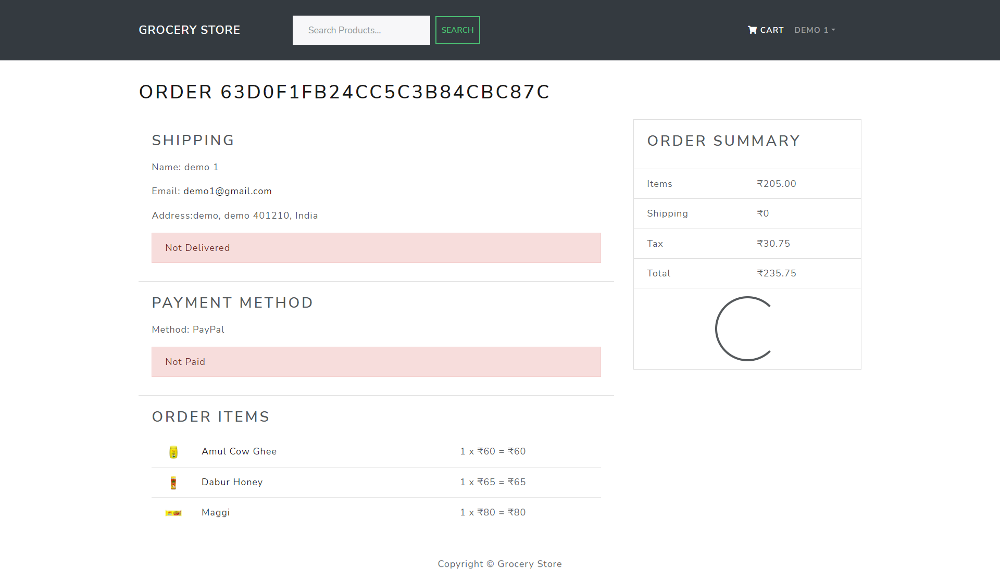 GROCERY STORE
Search Products...
SEARCH
CART
DEMO 1
ORDER 63D0F1FB24CC5C3B84CBC87C
SHIPPING
Name: demo 1
Email: demo1@gmail.com
Address:demo, demo 401210, India
Not Delivered
PAYMENT METHOD
Method: PayPal
Not Paid
ORDER ITEMS
Amul Cow Ghee 1 x ₹60 = ₹60
Dabur Honey 1 x ₹65 = ₹65
Maggi 1 x ₹80 = ₹80
ORDER SUMMARY
Items ₹205.00
Shipping ₹0
Tax ₹30.75
Total ₹235.75
Copyright © Grocery Store